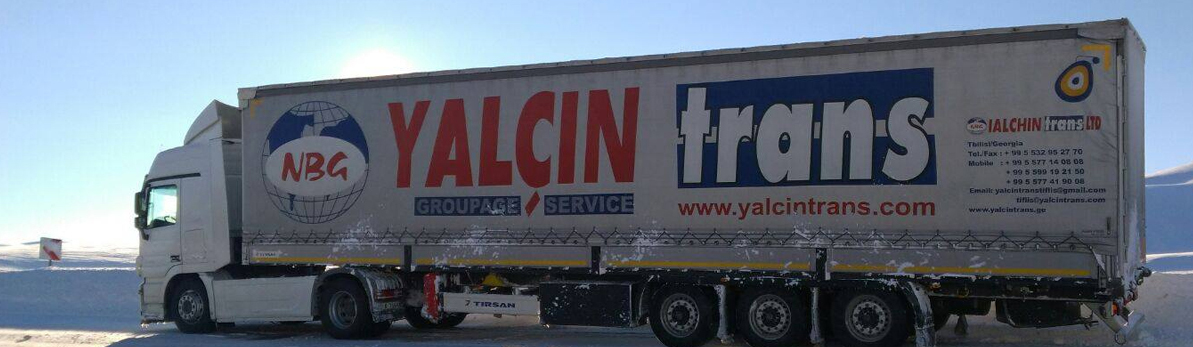 NBG
YALÇIN trans
GROUPAGE SERVICE
www.yalcintrans.com
IALCHIN trans LTD
Tbilisi/Georgia
Tel./Fax : + 99 5 532 95 27 70
Mobile : + 99 5 577 14 08 68
+ 99 5 599 19 21 50
+ 99 5 577 41 90 08
Email: yalcintranstiflis@gmail.com
tiflis@yalcintrans.com
www.yalcintrans.ge
TIRSAN